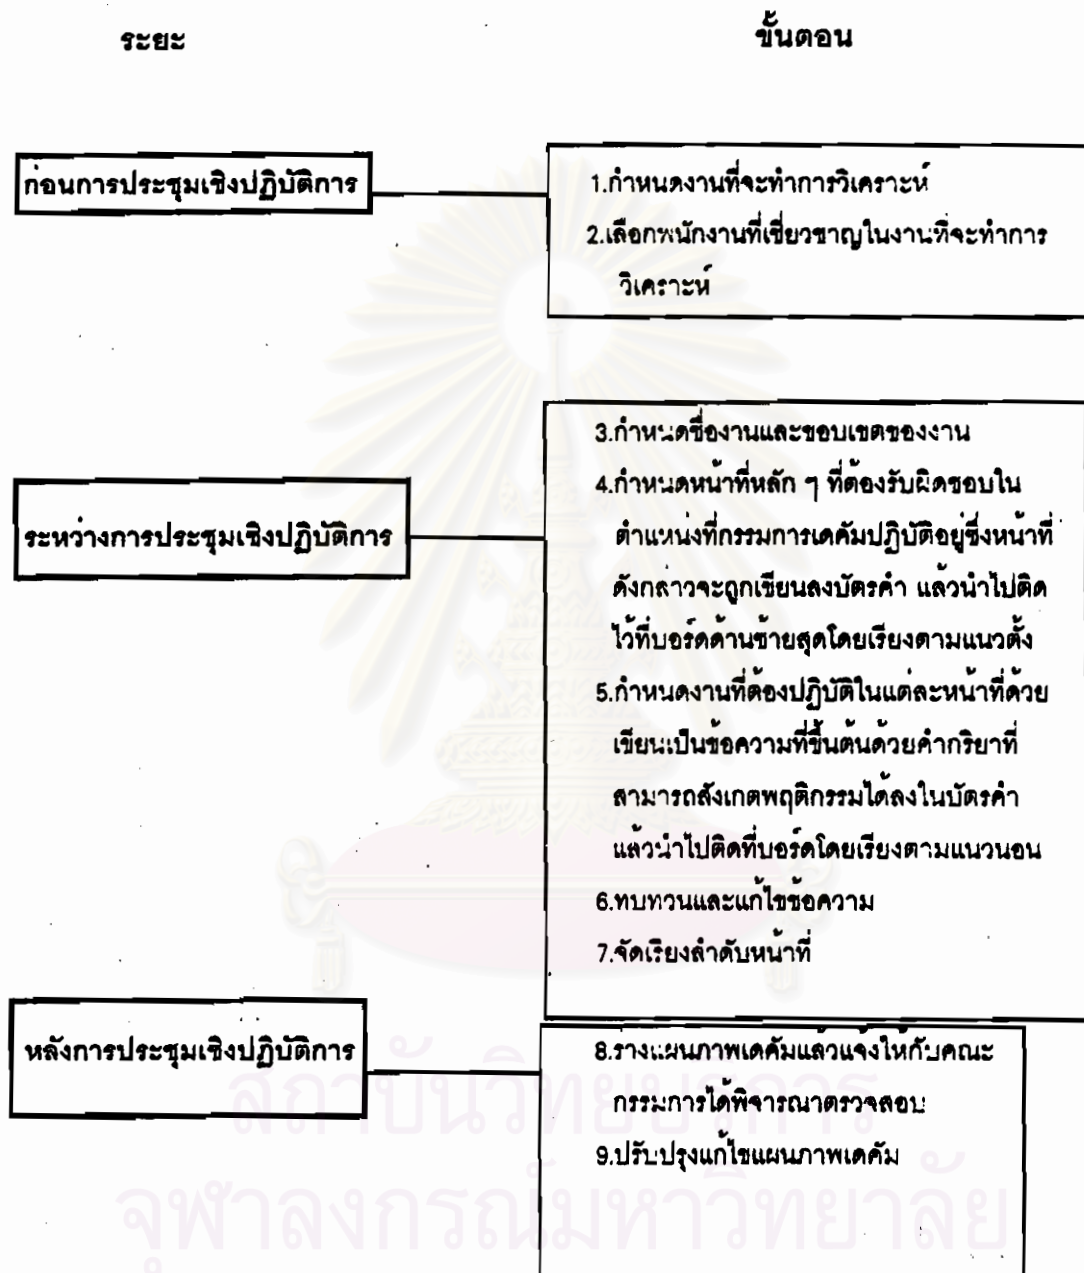 ระยะ
ขั้นตอน
ก่อนการประชุมเชิงปฏิบัติการ
1.กำหนดงานที่จะทำการวิเคราะห์
2.เลือกพนักงานที่เชี่ยวชาญในงานที่จะทำการ
วิเคราะห์
ระหว่างการประชุมเชิงปฏิบัติการ
3.กำหนดชื่องานและขอบเขตของงาน
4.กำหนดหน้าที่หลัก ๆ ที่ต้องรับผิดชอบใน
ตำแหน่งที่กรรมการเดคัมปฏิบัติอยู่ซึ่งหน้าที่
ดังกล่าวจะถูกเขียนลงบัตรคำ แล้วนำไปติด
ไว้ที่บอร์ดด้านซ้ายสุดโดยเรียงตามแนวตั้ง
5.กำหนดงานที่ต้องปฏิบัติในแต่ละหน้าที่ด้วย
เขียนเป็นข้อความที่ขึ้นต้นด้วยคำกริยาที่
สามารถสังเกตพฤติกรรมได้ลงในบัตรคำ
แล้วนำไปติดที่บอร์ดโดยเรียงตามแนวนอน
6.ทบทวนและแก้ไขข้อความ
7.จัดเรียงลำดับหน้าที่
หลังการประชุมเชิงปฏิบัติการ
8.ร่างแผนภาพเดคัมแล้วแจ้งให้กับคณะ
กรรมการได้พิจารณาตรวจสอบ
9.ปรับปรุงแก้ไขแผนภาพเดคัม
สถาบันวิทยบริการ
จุฬาลงกรณ์มหาวิทยาลัย